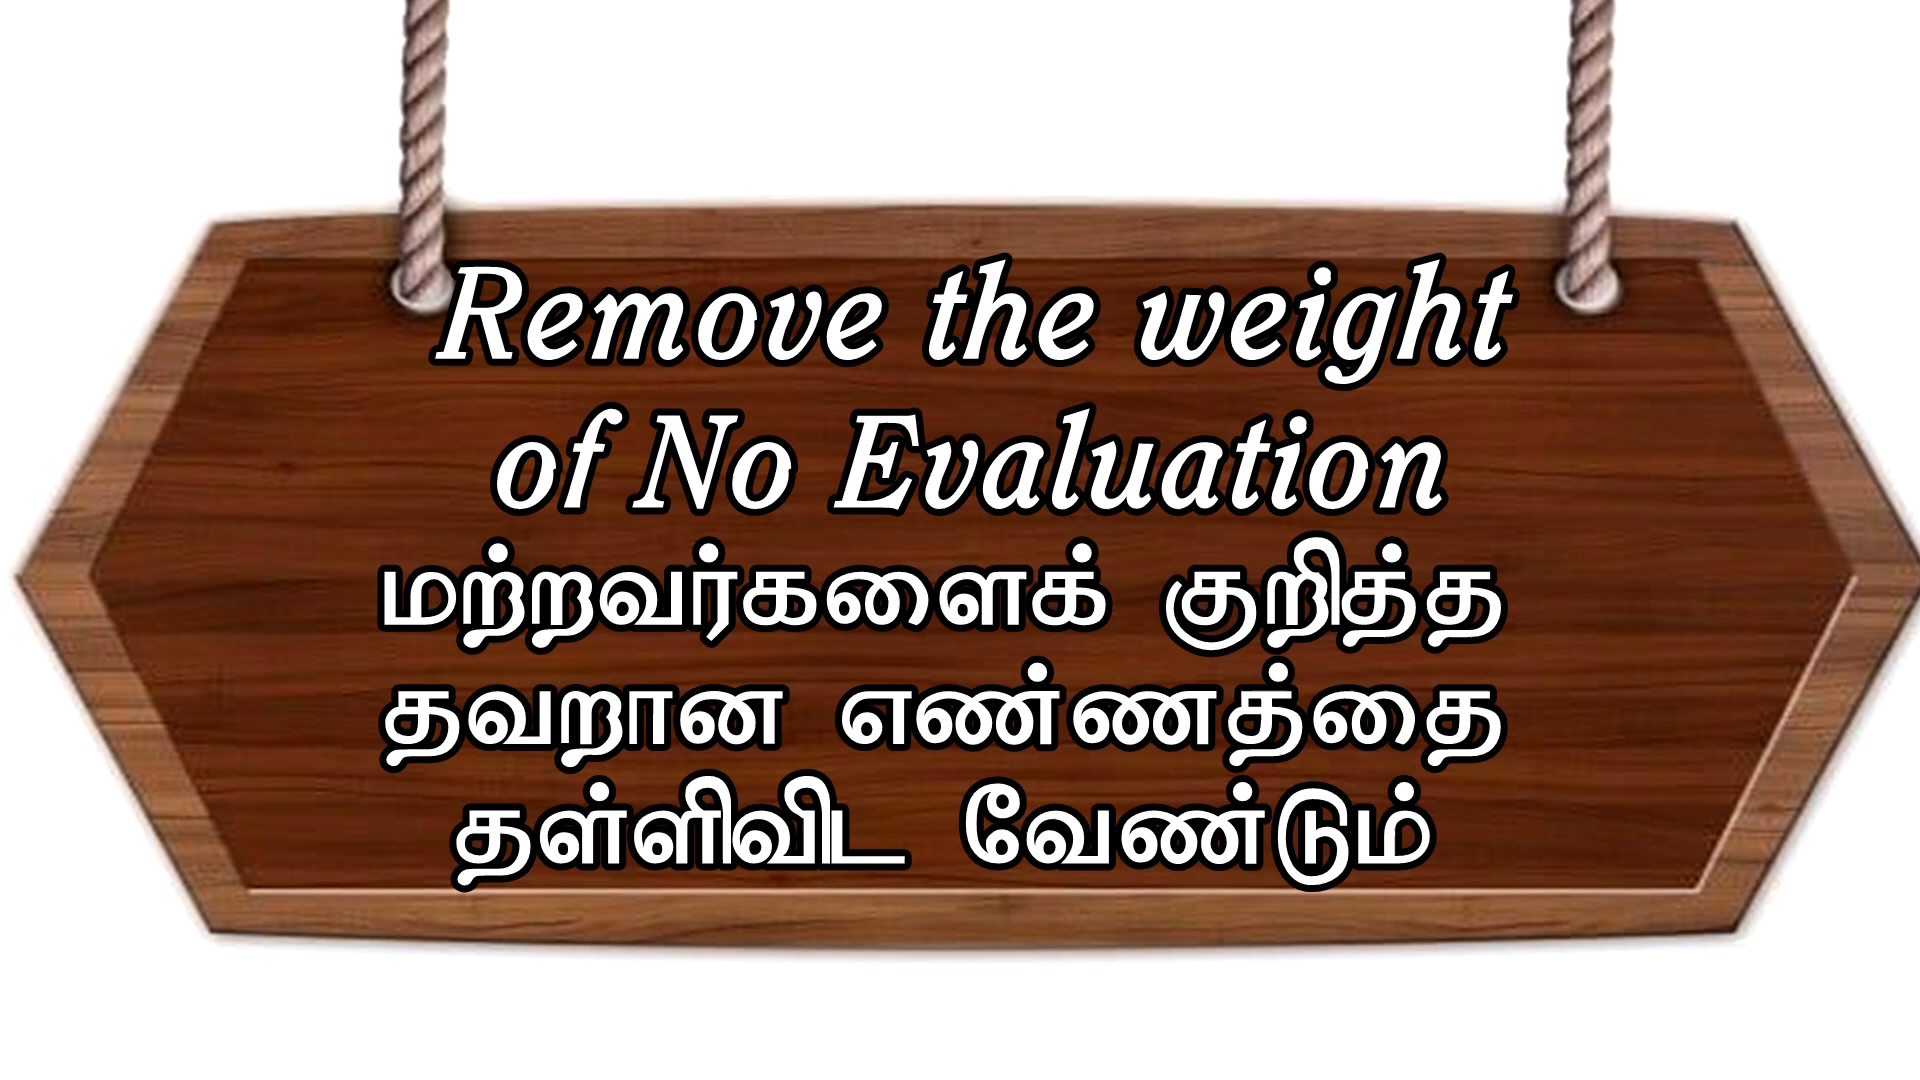 Remove the weight
of No Evaluation
மற்றவர்களைக் குறித்த
தவறான எண்ணத்தை
தள்ளிவிட வேண்டும்